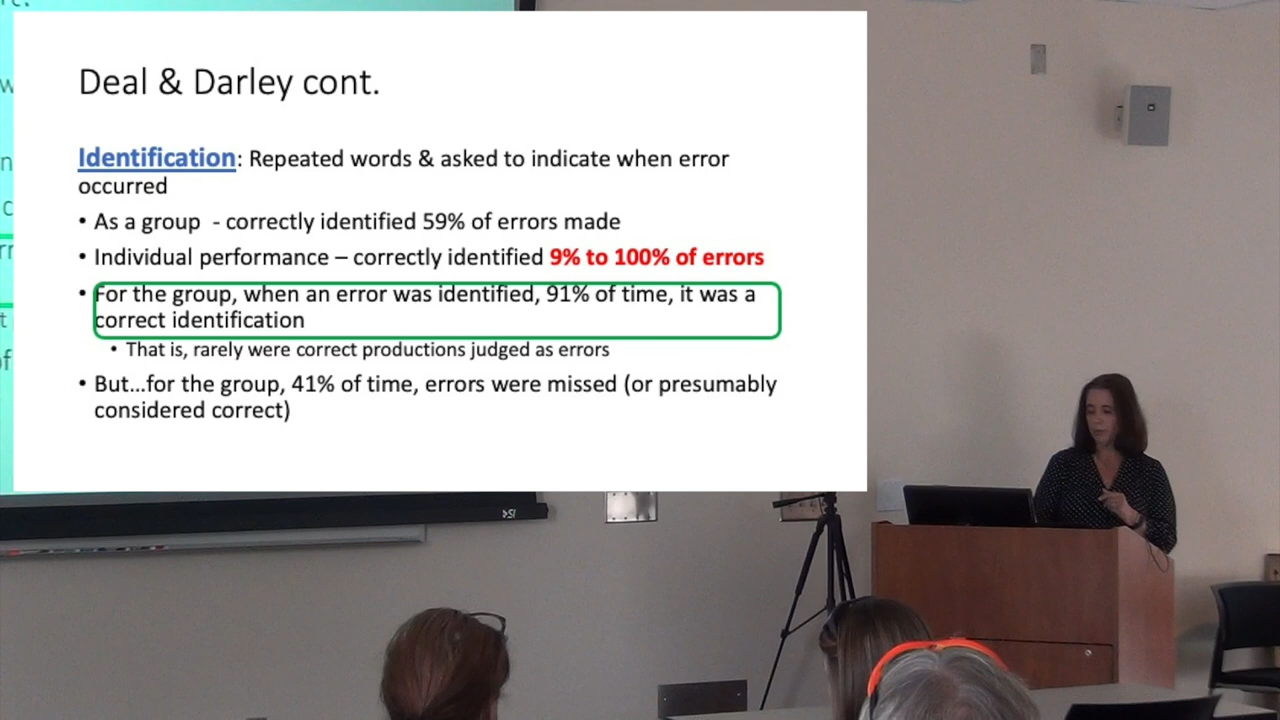 Deal & Darley cont.
Identification: Repeated words & asked to indicate when error
occurred
• As a group - correctly identified 59% of errors made
• Individual performance – correctly identified 9% to 100% of errors
• For the group, when an error was identified, 91% of time, it was a
correct identification
• That is, rarely were correct productions judged as errors
• But...for the group, 41% of time, errors were missed (or presumably
considered correct)